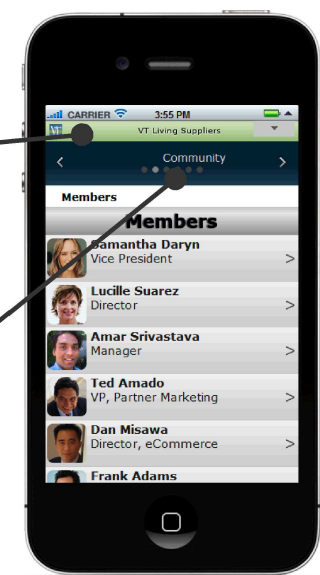 CARRIER 3:55 PM
VT VT Living Suppliers
< Community >
Members
Members
Samantha Daryn
Vice President >
Lucille Suarez
Director >
Amar Srivastava
Manager >
Ted Amado
VP, Partner Marketing >
Dan Misawa
Director, eCommerce >
Frank Adams